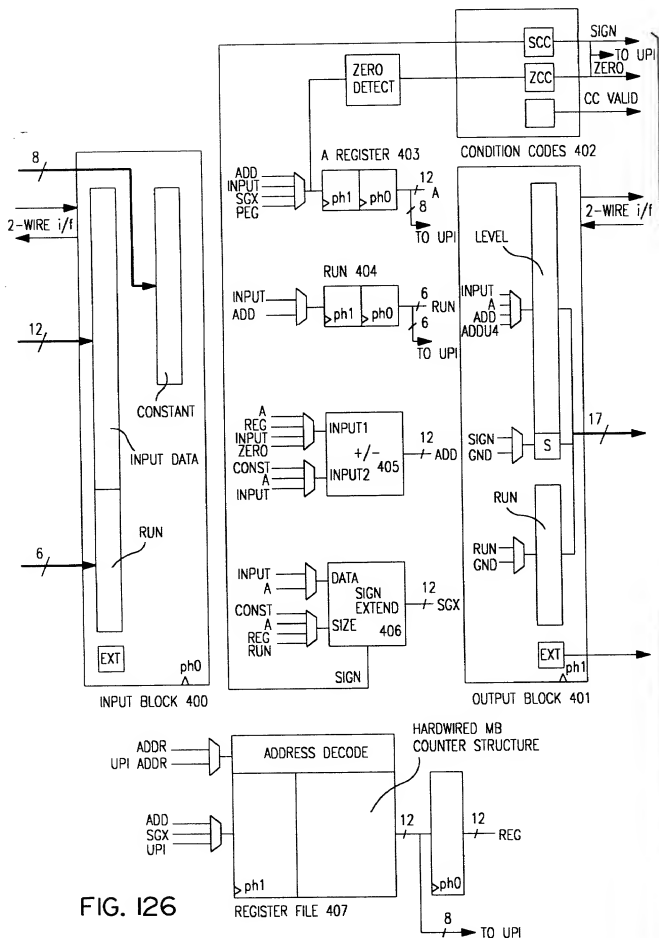 SCC
SIGN
TO UPI
ZERO
DETECT
ZCC
ZERO
CC VALID
CONDITION CODES 402
8
A REGISTER 403
ADD
INPUT
SGX
PEG
ph1
ph0
12
A
8
TO UPI
2-WIRE i/f
2-WIRE i/f
LEVEL
RUN 404
INPUT
ADD
ph1
ph0
6
RUN
6
TO UPI
INPUT
A
ADD
ADDU4
12
CONSTANT
INPUT DATA
A
REG
INPUT
ZERO
INPUT1
+/-
405
CONST
A
INPUT
INPUT2
12
ADD
SIGN
GND
S
17
RUN
6
RUN
INPUT
A
DATA
SIGN
EXTEND
406
CONST
A
REG
RUN
SIZE
12
SGX
RUN
GND
SIGN
EXT
ph0
INPUT BLOCK 400
EXT
ph1
OUTPUT BLOCK 401
HARDWIRED MB
COUNTER STRUCTURE
ADDR
UPI ADDR
ADDRESS DECODE
ADD
SGX
UPI
12
12
REG
ph1
ph0
REGISTER FILE 407
8
TO UPI
FIG. 126